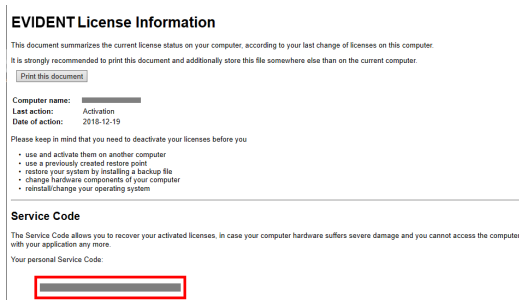 EVIDENT License Information
This document summarizes the current license status on your computer, according to your last change of licenses on this computer.
It is strongly recommended to print this document and additionally store this file somewhere else than on the current computer.
Print this document
Computer name:
Last action: Activation
Date of action: 2018-12-19
Please keep in mind that you need to deactivate your licenses before you
• use and activate them on another computer
• use a previously created restore point
• restore your system by installing a backup file
• change hardware components of your computer
• reinstall/change your operating system
Service Code
The Service Code allows you to recover your activated licenses, in case your computer hardware suffers severe damage and you cannot access the computer
with your application any more.
Your personal Service Code: